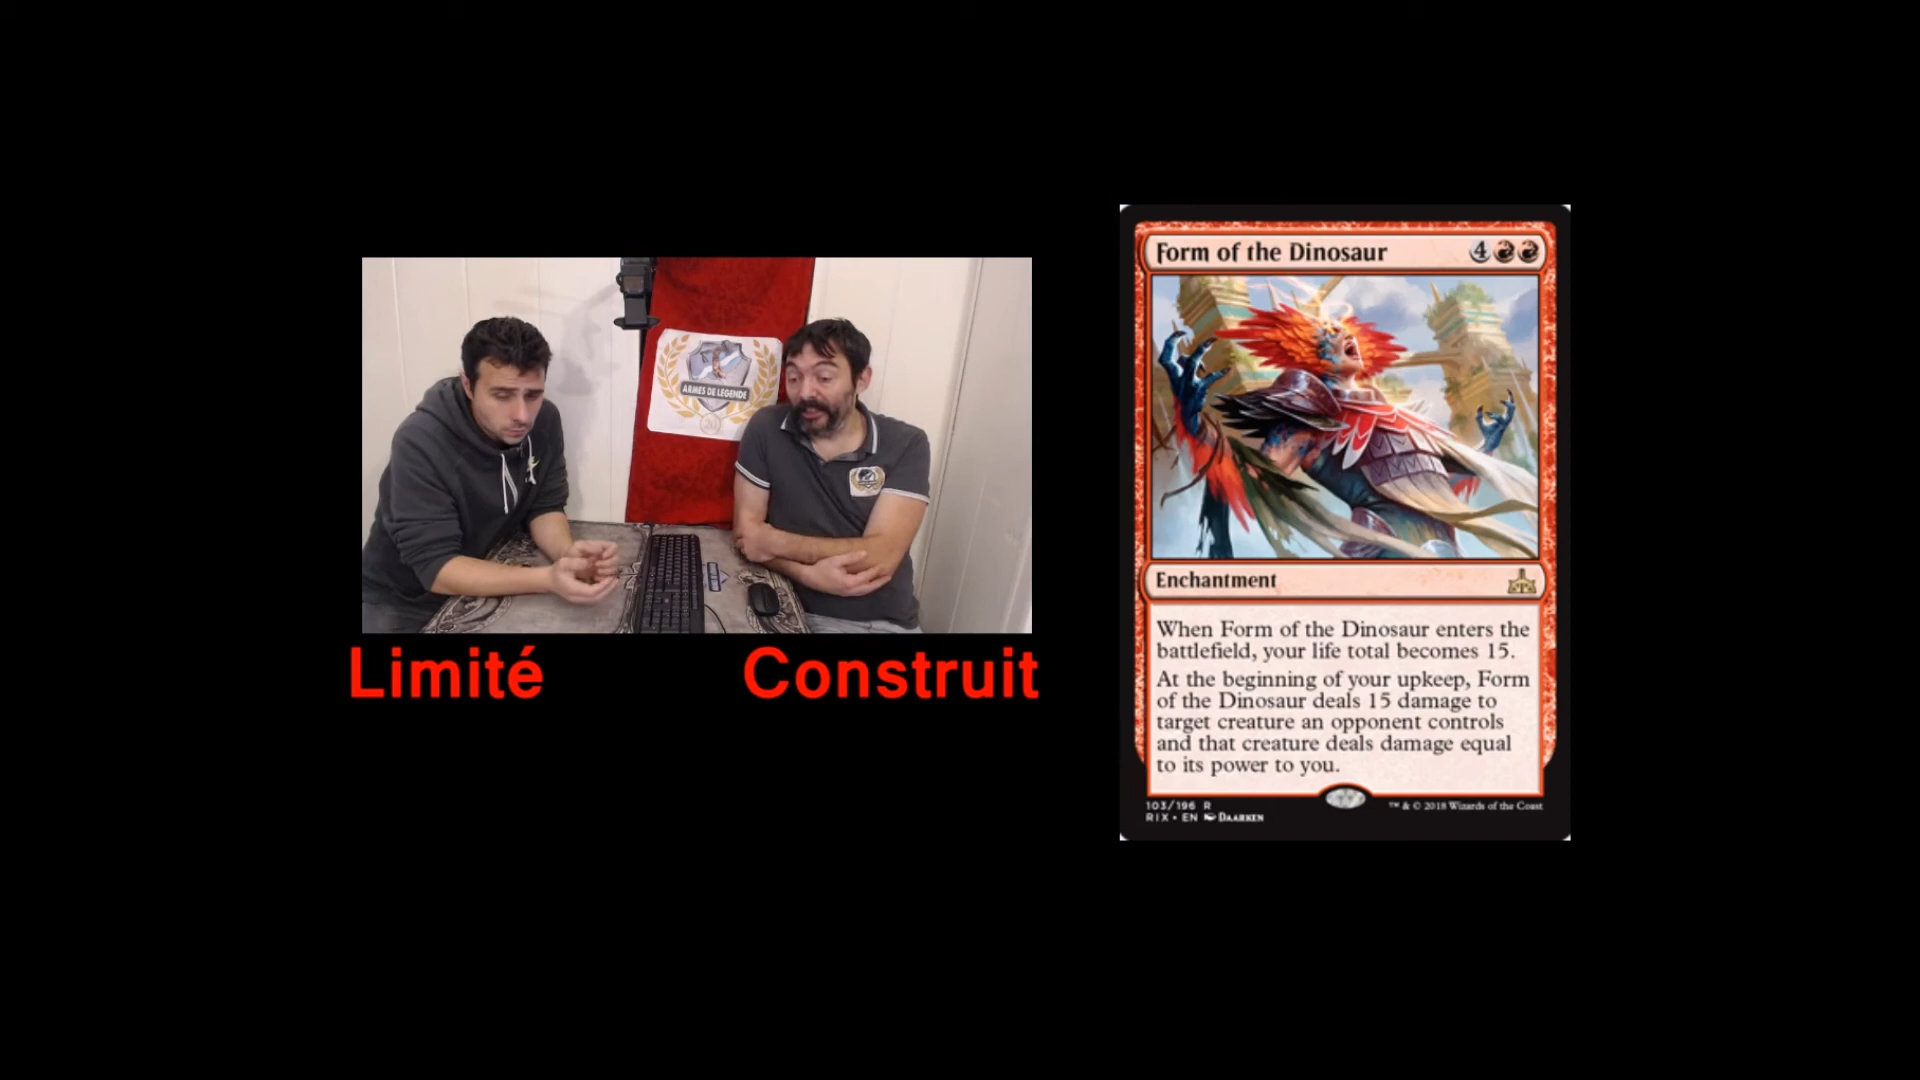 ARMES DE LEGENDE
Limité
Construit
Form of the Dinosaur
4
Enchantment
When Form of the Dinosaur enters the
battlefield, your life total becomes 15.
At the beginning of your upkeep, Form
of the Dinosaur deals 15 damage to
target creature an opponent controls
and that creature deals damage equal
to its power to you.
103/196 R
RIX • EN DAARKEN
™ & © 2018 Wizards of the Coast